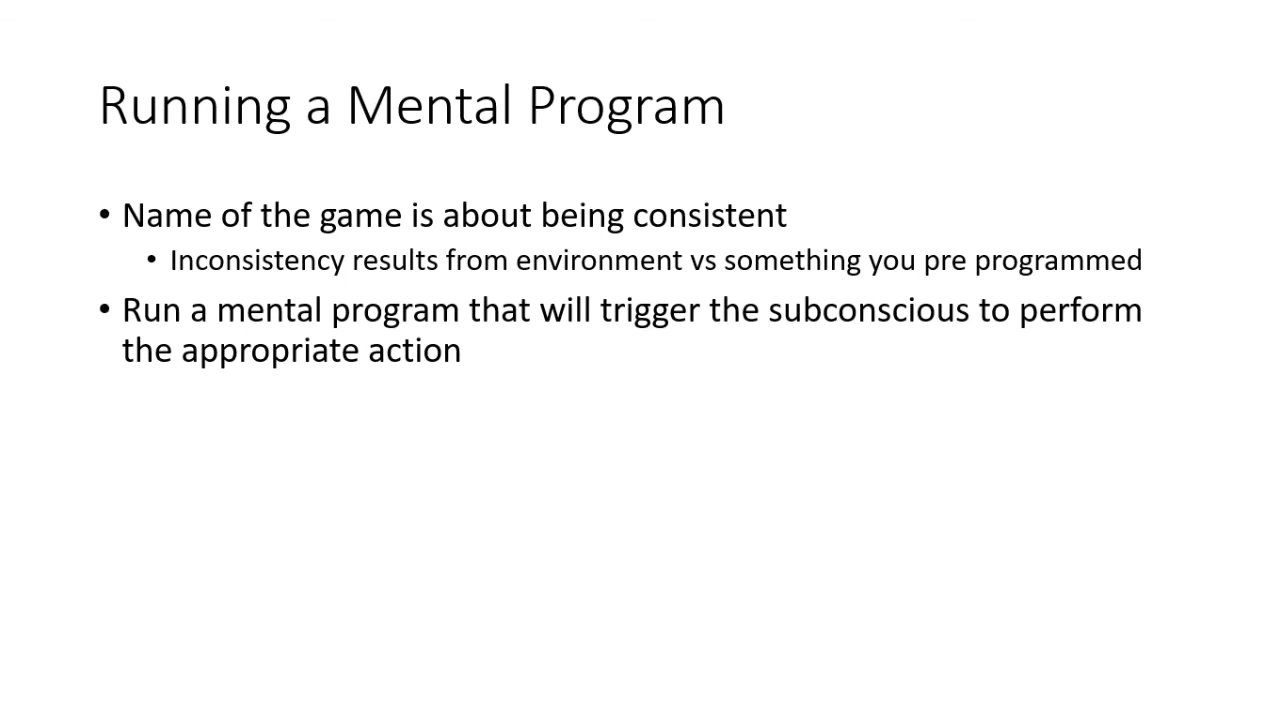 Running a Mental Program
• Name of the game is about being consistent
• Inconsistency results from environment vs something you pre programmed
• Run a mental program that will trigger the subconscious to perform
the appropriate action